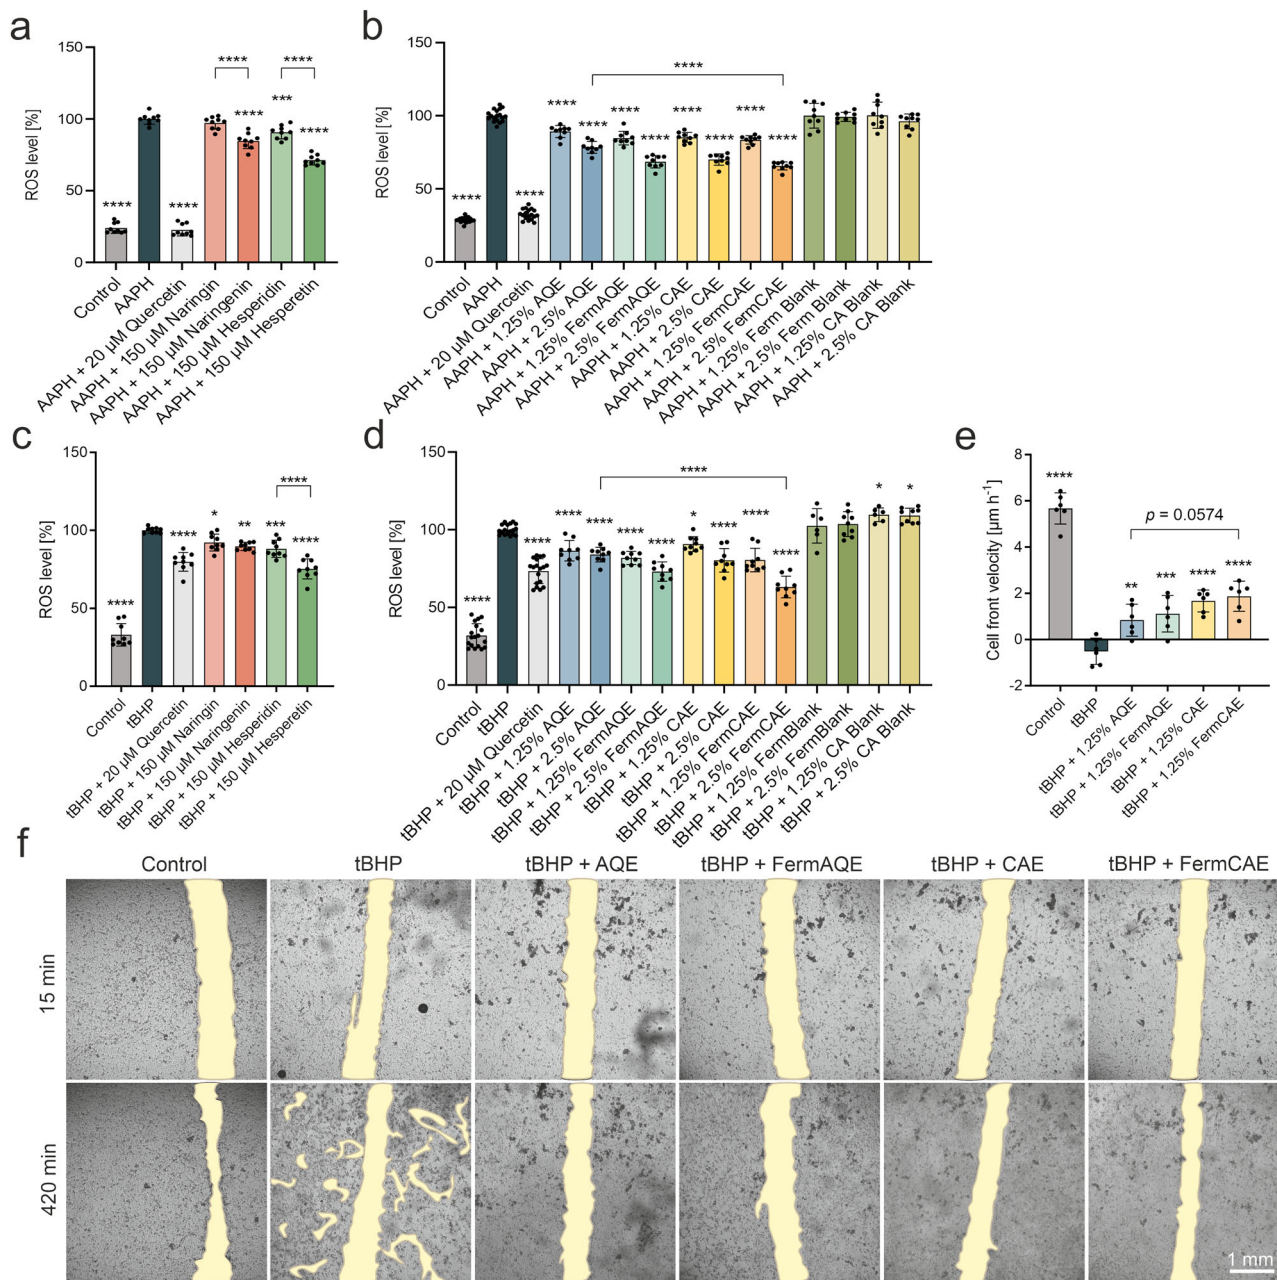 a
150
100
50
0
ROS level [%]
****
****
***
****
****
****
****
Control
AAPH
AAPH + 20 µM Quercetin
AAPH + 150 µM Naringin
AAPH + 150 µM Naringenin
AAPH + 150 µM Hesperidin
AAPH + 150 µM Hesperetin
b
150
100
50
0
ROS level [%]
****
****
****
****
****
****
****
****
****
****
****
Control
AAPH
AAPH + 20 µM Quercetin
AAPH + 1.25% AQE
AAPH + 2.5% AQE
AAPH + 1.25% FermAQE
AAPH + 2.5% FermAQE
AAPH + 1.25% CAE
AAPH + 2.5% CAE
AAPH + 1.25% FermCAE
AAPH + 2.5% FermCAE
AAPH + 1.25% Ferm Blank
AAPH + 2.5% Ferm Blank
AAPH + 1.25% CA Blank
AAPH + 2.5% CA Blank
c
150
100
50
0
ROS level [%]
****
****
****
*
**
***
****
Control
tBHP
tBHP + 20 µM Quercetin
tBHP + 150 µM Naringin
tBHP + 150 µM Naringenin
tBHP + 150 µM Hesperidin
tBHP + 150 µM Hesperetin
d
150
100
50
0
ROS level [%]
****
****
****
****
****
****
****
*
****
****
****
*
*
Control
tBHP
tBHP + 20 µM Quercetin
tBHP + 1.25% AQE
tBHP + 2.5% AQE
tBHP + 1.25% FermAQE
tBHP + 2.5% FermAQE
tBHP + 1.25% CAE
tBHP + 2.5% CAE
tBHP + 1.25% FermCAE
tBHP + 2.5% FermCAE
tBHP + 1.25% FermBlank
tBHP + 2.5% FermBlank
tBHP + 1.25% CA Blank
tBHP + 2.5% CA Blank
e
8
6
4
2
0
-2
Cell front velocity [µm h⁻¹]
****
p = 0.0574
**
***
****
****
Control
tBHP
tBHP + 1.25% AQE
tBHP + 1.25% FermAQE
tBHP + 1.25% CAE
tBHP + 1.25% FermCAE
f
Control
tBHP
tBHP + AQE
tBHP + FermAQE
tBHP + CAE
tBHP + FermCAE
15 min
420 min
1 mm